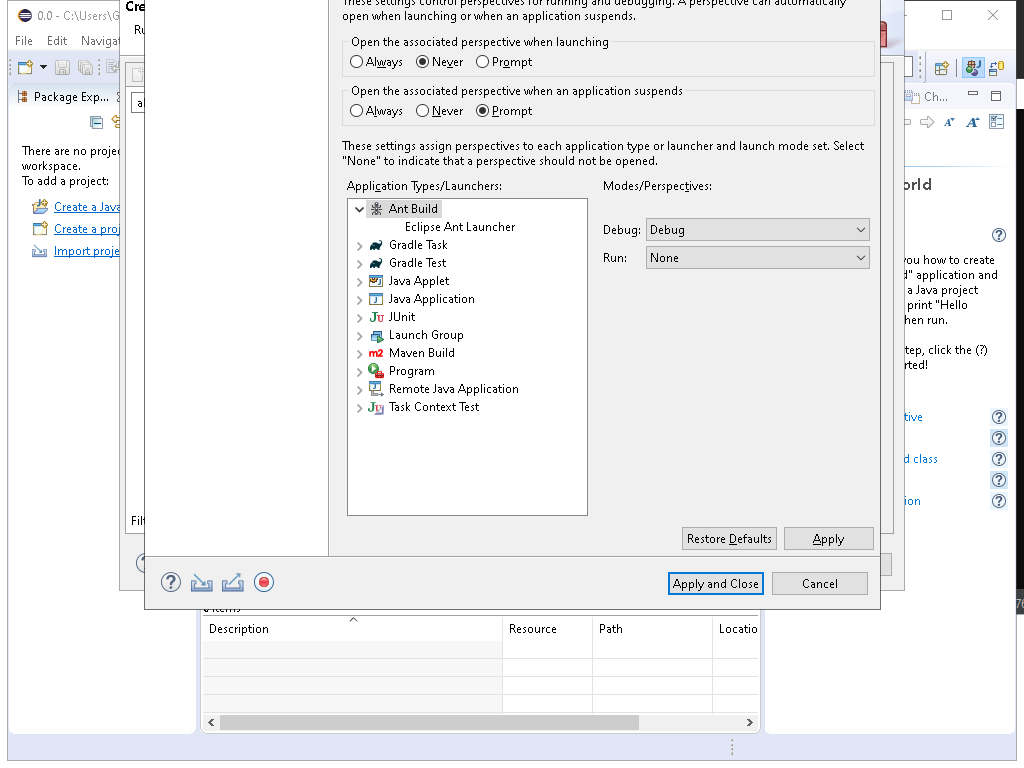 0.0 - C:\Users\G
Cre
File Edit Naviga
Ru
These settings control perspectives for running and debugging. A perspective can automatically
open when launching or when an application suspends.
Open the associated perspective when launching
Always Never Prompt
Open the associated perspective when an application suspends
Always Never Prompt
These settings assign perspectives to each application type or launcher and launch mode set. Select
"None" to indicate that a perspective should not be opened.
Application Types/Launchers:
Modes/Perspectives:
Ant Build
Eclipse Ant Launcher
Gradle Task
Gradle Test
Java Applet
Java Application
JUnit
Launch Group
Maven Build
Program
Remote Java Application
Task Context Test
Debug: Debug
Run: None
Restore Defaults Apply
Apply and Close Cancel
Package Exp...
There are no proje
workspace.
To add a project:
Create a Java
Create a proj
Import proje
Filt
Ch...
orld
you how to create
d" application and
a Java project
print "Hello
hen run.
tep, click the (?)
rted!
tive
d class
ion
76
0 items
Description Resource Path Locatio